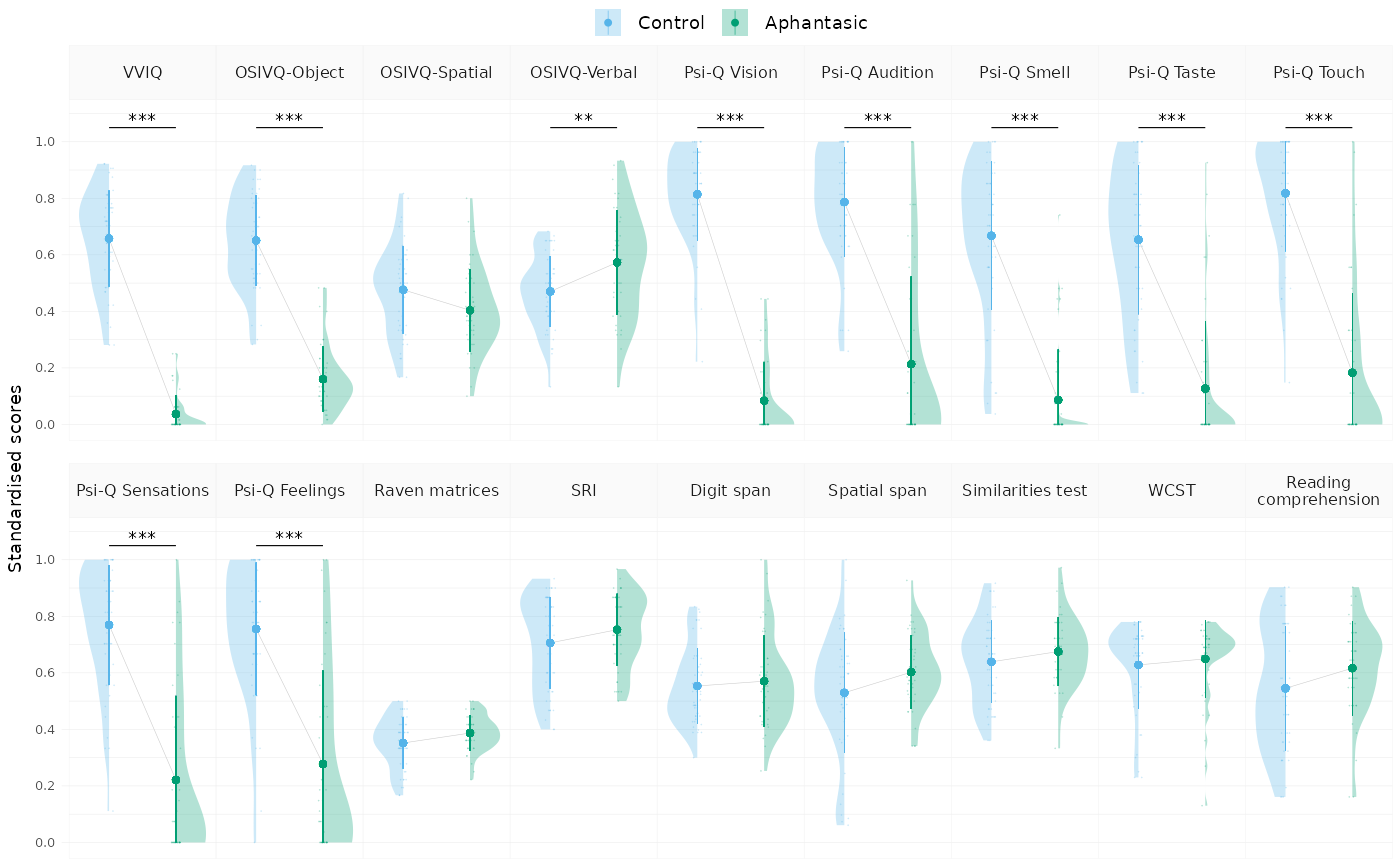 Control Aphantasic
VVIQ OSIVQ-Object OSIVQ-Spatial OSIVQ-Verbal Psi-Q Vision Psi-Q Audition Psi-Q Smell Psi-Q Taste Psi-Q Touch
*** *** ** *** *** *** *** ***
1.0
0.8
0.6
0.4
0.2
0.0
Standardised scores
Psi-Q Sensations Psi-Q Feelings Raven matrices SRI Digit span Spatial span Similarities test WCST Reading
comprehension
*** ***
1.0
0.8
0.6
0.4
0.2
0.0